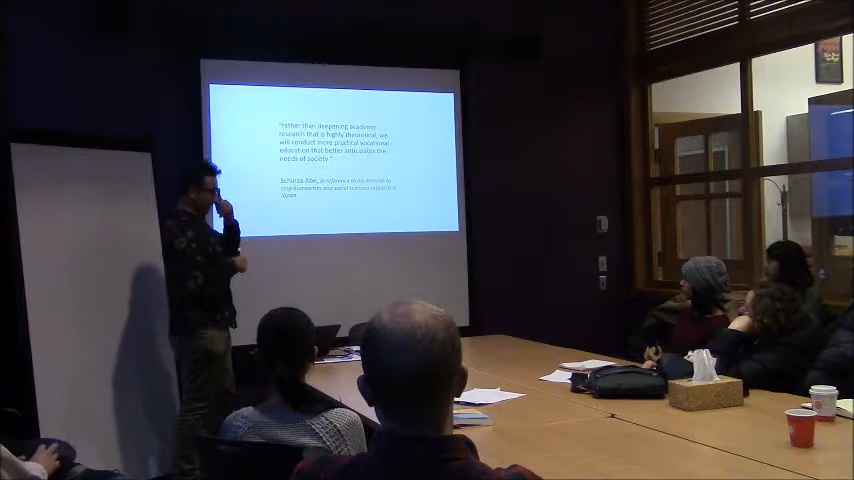 "rather than deepening academic
research that is highly theoretical, we
will conduct more practical vocational
education that better anticipates the
needs of society "
Schinzo Abe, in reference to his decision to
stop humanities and social sciences research in
Japan